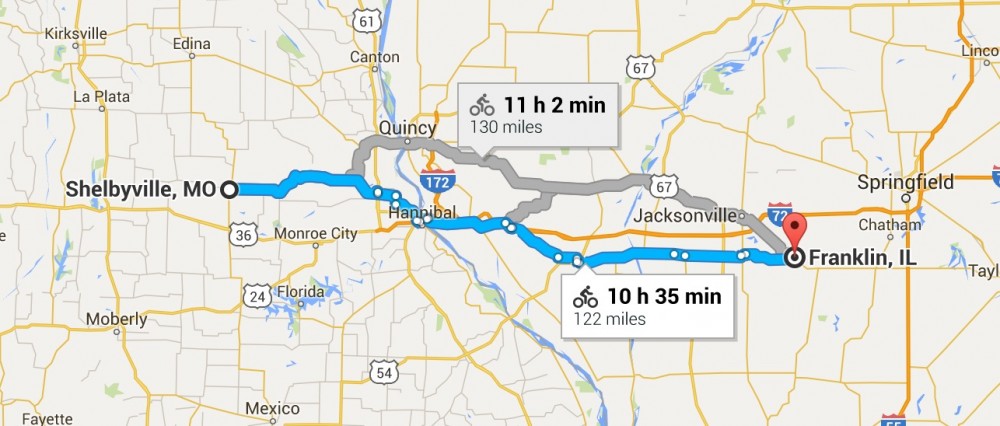 61
Kirksville
Edina
Canton
Linco
67
La Plata
11 h 2 min
130 miles
Quincy
172
Springfield
Shelbyville, MO
67
Hannibal
Jacksonville
72
Chatham
36
Monroe City
Franklin, IL
Tayl
24
Florida
10 h 35 min
122 miles
Moberly
54
Mexico
Fayette
55